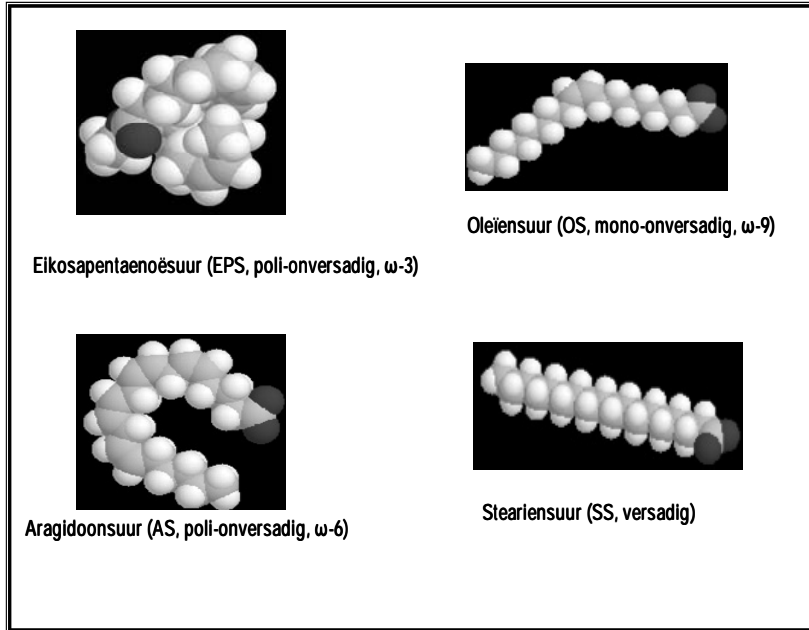 Eikosapentaenoësuur (EPS, poli-onversadig, ω-3)
Oleïensuur (OS, mono-onversadig, ω-9)
Aragidoonsuur (AS, poli-onversadig, ω-6)
Steariensuur (SS, versadig)